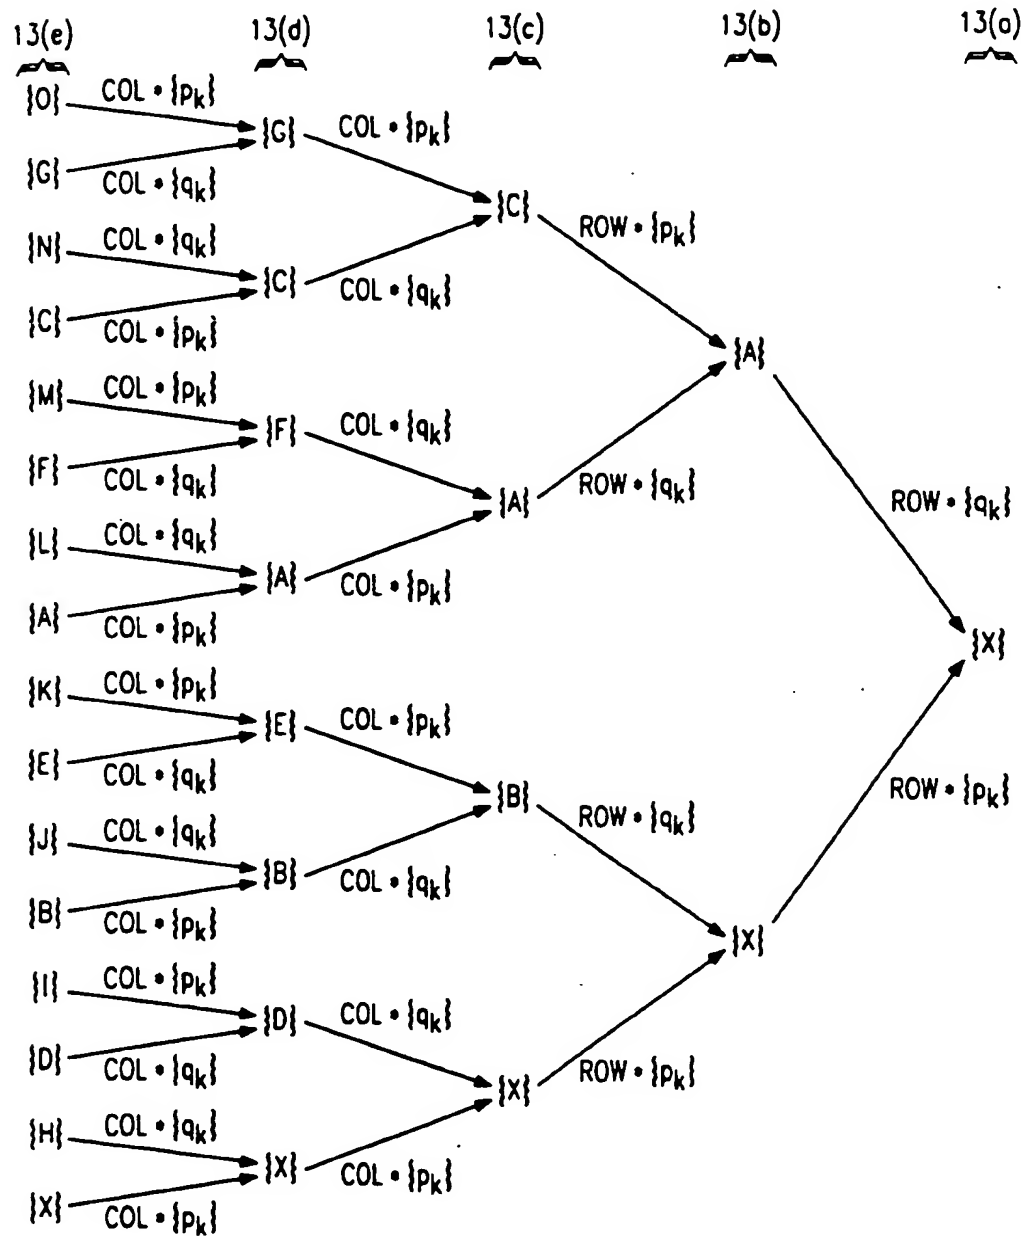 13(e) 13(d) 13(c) 13(b) 13(a)
{O} COL • {pk}
{G} COL • {pk}
{G} COL • {qk}
{C} ROW • {pk}
{N} COL • {qk}
{C} COL • {qk}
{C} COL • {pk}
{A}
{M} COL • {pk}
{F} COL • {qk}
{F} COL • {qk}
{A} ROW • {qk}
ROW • {qk}
{L} COL • {qk}
{A} COL • {pk}
{A} COL • {pk}
{X}
{K} COL • {pk}
{E} COL • {pk}
{E} COL • {qk}
{B} ROW • {qk}
ROW • {pk}
{J} COL • {qk}
{B} COL • {qk}
{B} COL • {pk}
{X}
{I} COL • {pk}
{D} COL • {qk}
{D} COL • {qk}
{X} ROW • {pk}
{H} COL • {qk}
{X} COL • {pk}
{X} COL • {pk}